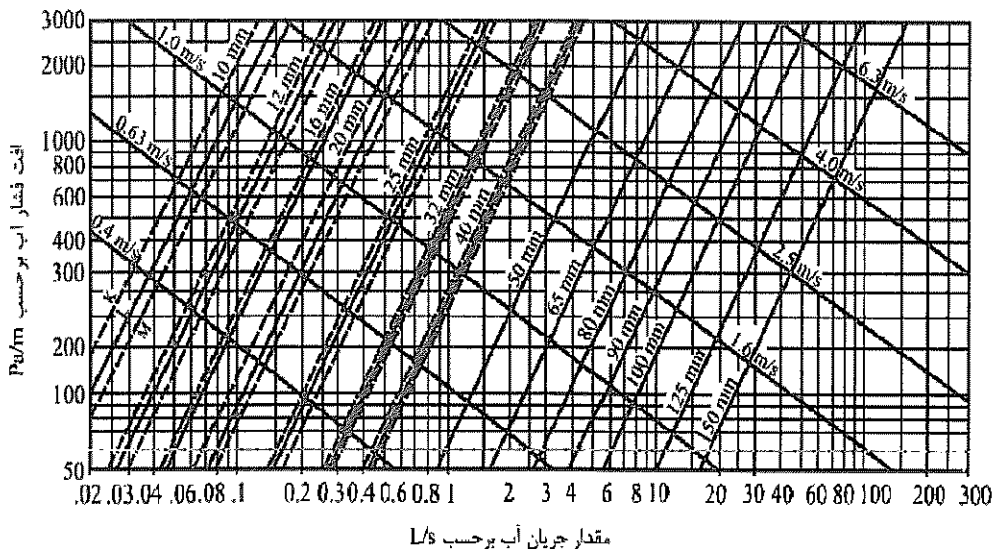 3000
2000
1000
800
600
400
300
200
100
50
افت فشار آب برحسب Pa/m
1.0 m/s
0.63 m/s
0.4 m/s
10 mm
12 mm
16 mm
20 mm
25 mm
32 mm
40 mm
50 mm
65 mm
80 mm
90 mm
100 mm
125 mm
150 mm
6.3 m/s
4.0 m/s
2.5 m/s
1.6 m/s
K
L
M
.02 .03 .04 .06 .08 .1 0.2 0.3 0.4 0.6 0.8 1 2 3 4 6 8 10 20 30 40 60 80 100 200 300
مقدار جریان آب برحسب L/s